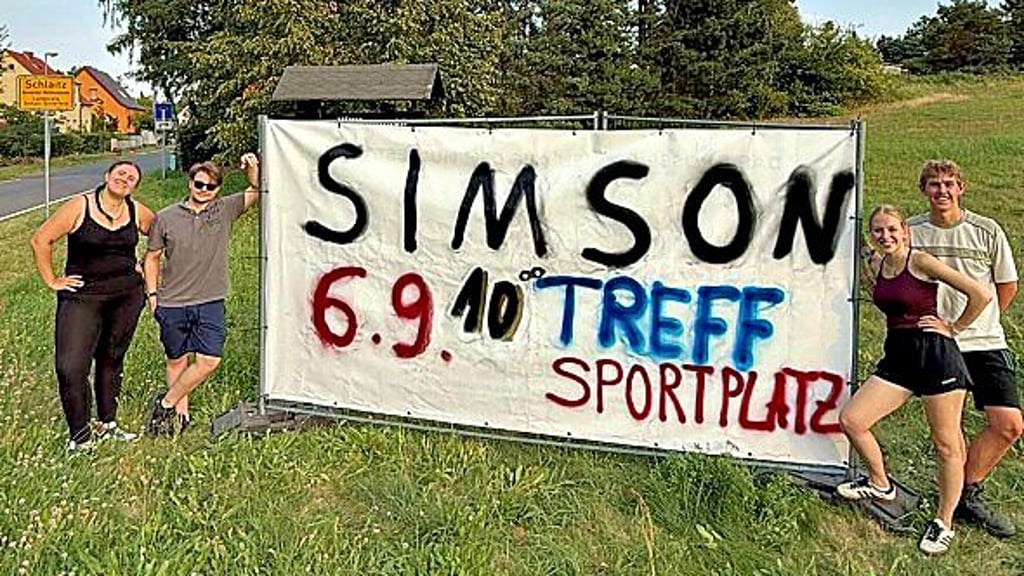 Schlaitz
SIMSON
6.9. 10⁰⁰ TREFF
SPORTPLATZ